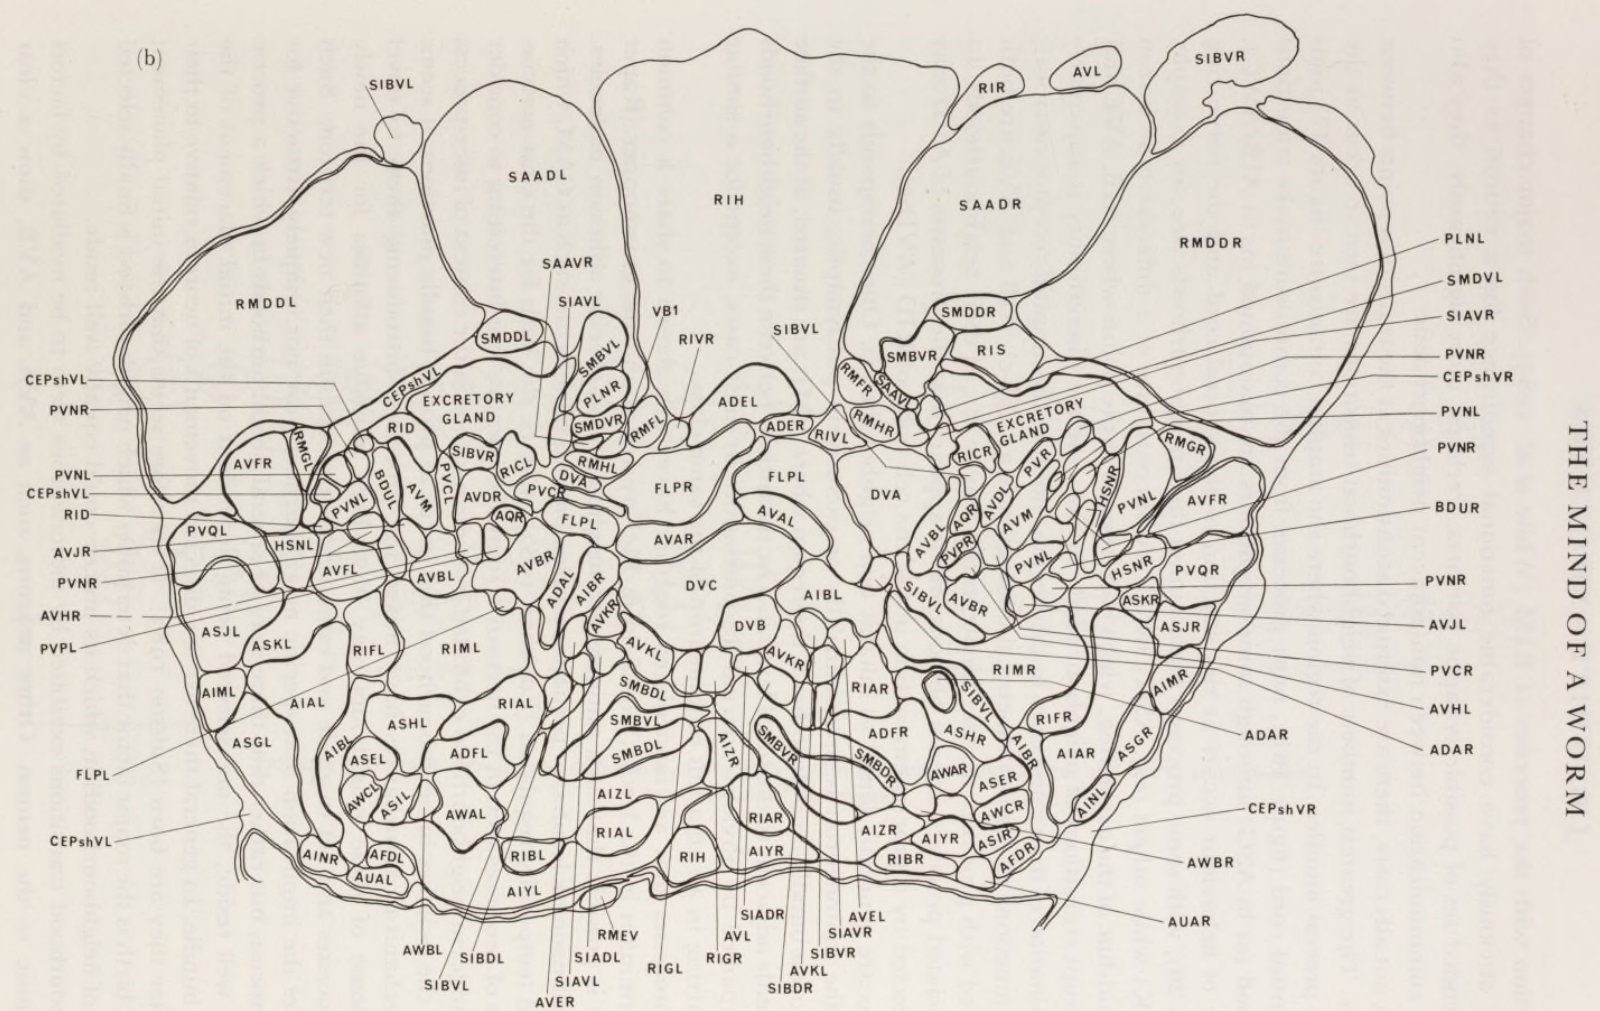 (b)
SIBVL
SAADL
RIH
RIR
AVL
SIBVR
SAADR
RMDDR
RMDDL
SAAVR
SIAVL
VB1
RIVR
SIBVL
SMDDR
RIS
SMBVR
PLNL
SMDVL
SIAVR
PVNR
CEPshVR
PVNL
PVNR
BDUR
PVNR
AVJL
PVCR
AVHL
ADAR
ADAR
CEPshVR
AWBR
AUAR
SMDDL
SMBVL
PLNR
SMDVR
RMFL
ADEL
ADER
RIVL
RMFR
SAAVL
RMHR
CEPshVL
EXCRETORY
GLAND
EXCRETORY
GLAND
CEPshVL
PVNR
PVNL
CEPshVL
RID
AVJR
PVNR
AVHR
PVPL
FLPL
CEPshVL
AVFR
RMGL
RID
SIBVR
RICL
RMHL
DVA
PVCR
PVNL
BDUL
AVM
PVCL
AVDR
AQR
FLPL
FLPR
FLPL
DVA
RICR
PVR
HSNR
RMGR
PVNL
AVFR
AVBL
AQR
AVDL
AVM
PVPR
PVNL
HSNR
PVQR
PVQL
HSNL
AVFL
AVBL
AVBR
ADAL
AIBR
AVAR
AVAL
DVC
AIBL
SIBVL
AVBR
ASKR
ASJR
ASJL
ASKL
RIFL
RIML
AVKR
AVKL
DVB
AVKR
RIAR
RIMR
AIMR
AIML
AIAL
RIAL
SMBDL
SIBVL
RIFR
ASGL
AIBL
ASHL
ADFL
ASEL
SMBVL
SMBDL
AIZR
SMBVR
SMBDR
ADFR
ASHR
AIBR
AIAR
ASGR
AWAR
ASER
AWCR
AINL
AWCL
ASIL
AWAL
AIZL
RIAL
RIAR
AIZR
AIYR
ASIR
AFDR
AINR
AFDL
AUAL
RIBL
RIH
AIYR
RIBR
AIYL
AWBL
SIBDL
SIBVL
AVER
SIAVL
SIADL
RMEV
RIGL
RIGR
AVL
SIADR
SIBDR
AVKL
SIBVR
SIAVR
AVEL
THE MIND OF A WORM